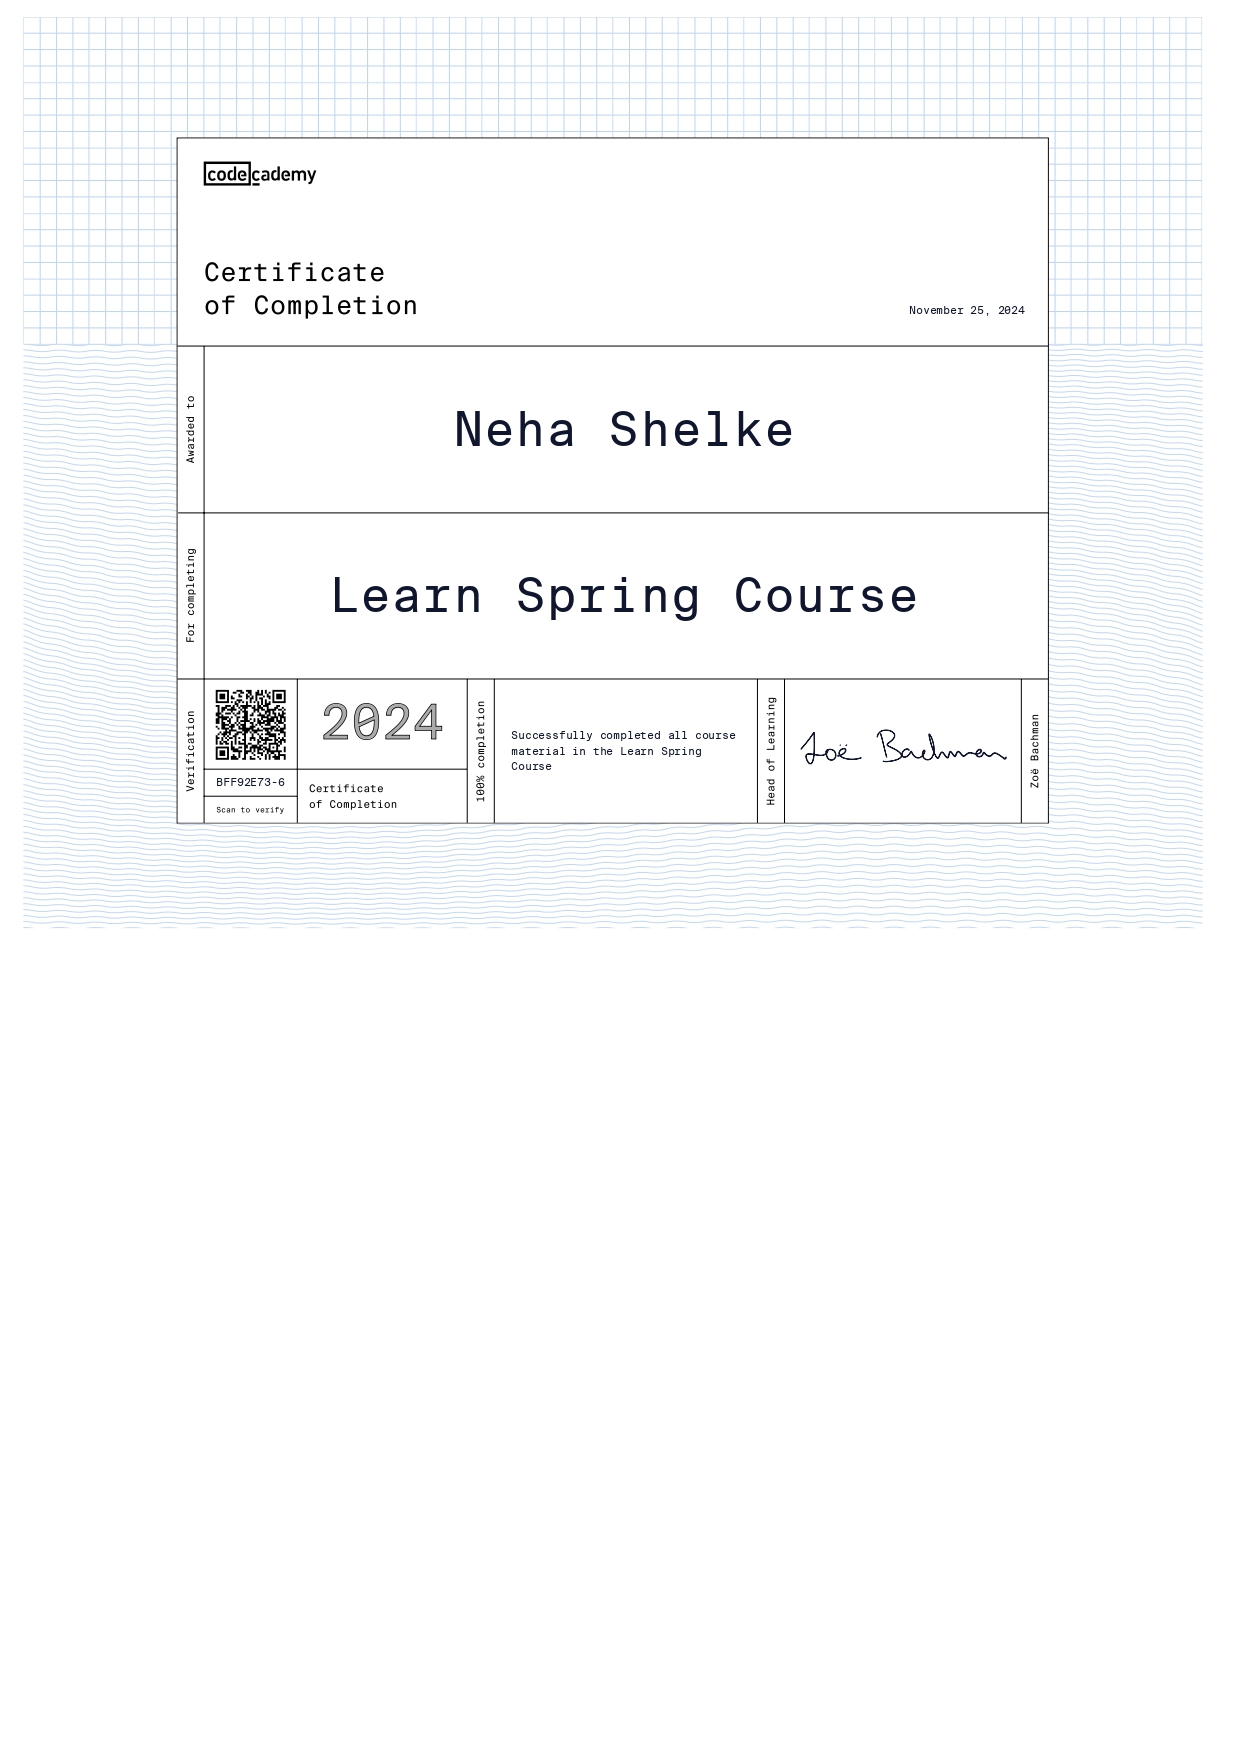 codecademy
Certificate
of Completion
November 25, 2024
Awarded to
Neha Shelke
For completing
Learn Spring Course
Verification
BFF92E73-6
Scan to verify
2024
Certificate
of Completion
100% completion
Successfully completed all course
material in the Learn Spring
Course
Head of Learning
Zoë Bachman
Zoë Bachman